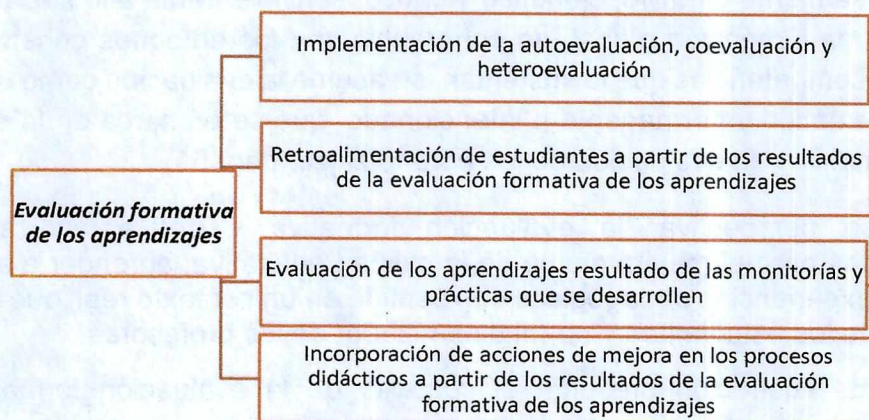 Implementación de la autoevaluación, coevaluación y
heteroevaluación
Retroalimentación de estudiantes a partir de los resultados
de la evaluación formativa de los aprendizajes
Evaluación formativa
de los aprendizajes
Evaluación de los aprendizajes resultado de las monitorías y
prácticas que se desarrollen
Incorporación de acciones de mejora en los procesos
didácticos a partir de los resultados de la evaluación
formativa de los aprendizajes